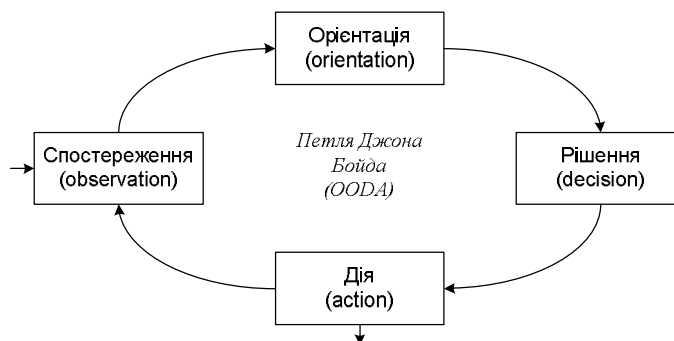 Орієнтація
(orientation)
Спостереження
(observation)
Петля Джона
Бойда
(OODA)
Рішення
(decision)
Дія
(action)